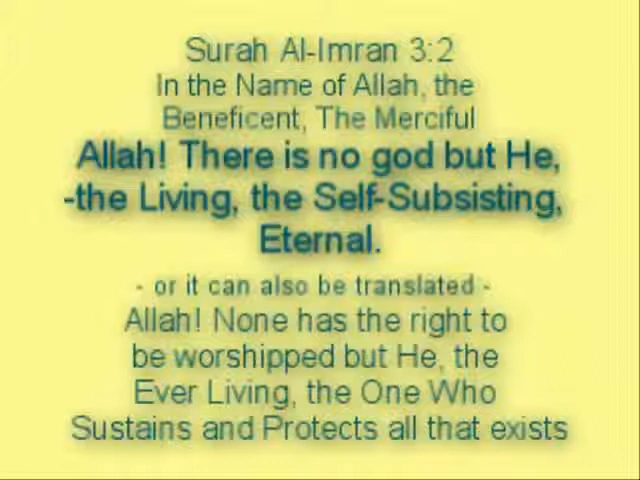 Surah Al-Imran 3:2
In the Name of Allah, the
Beneficent, The Merciful
Allah! There is no god but He,
-the Living, the Self-Subsisting,
Eternal.
- or it can also be translated -
Allah! None has the right to
be worshipped but He, the
Ever Living, the One Who
Sustains and Protects all that exists